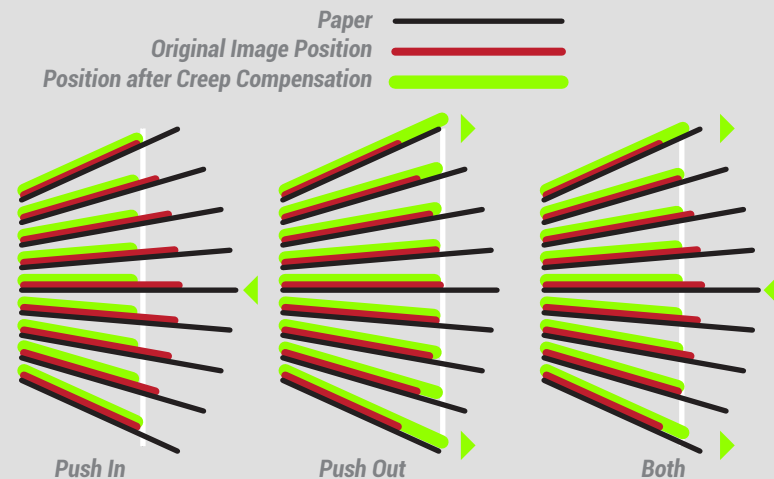 Paper
Original Image Position
Position after Creep Compensation
Push In
Push Out
Both